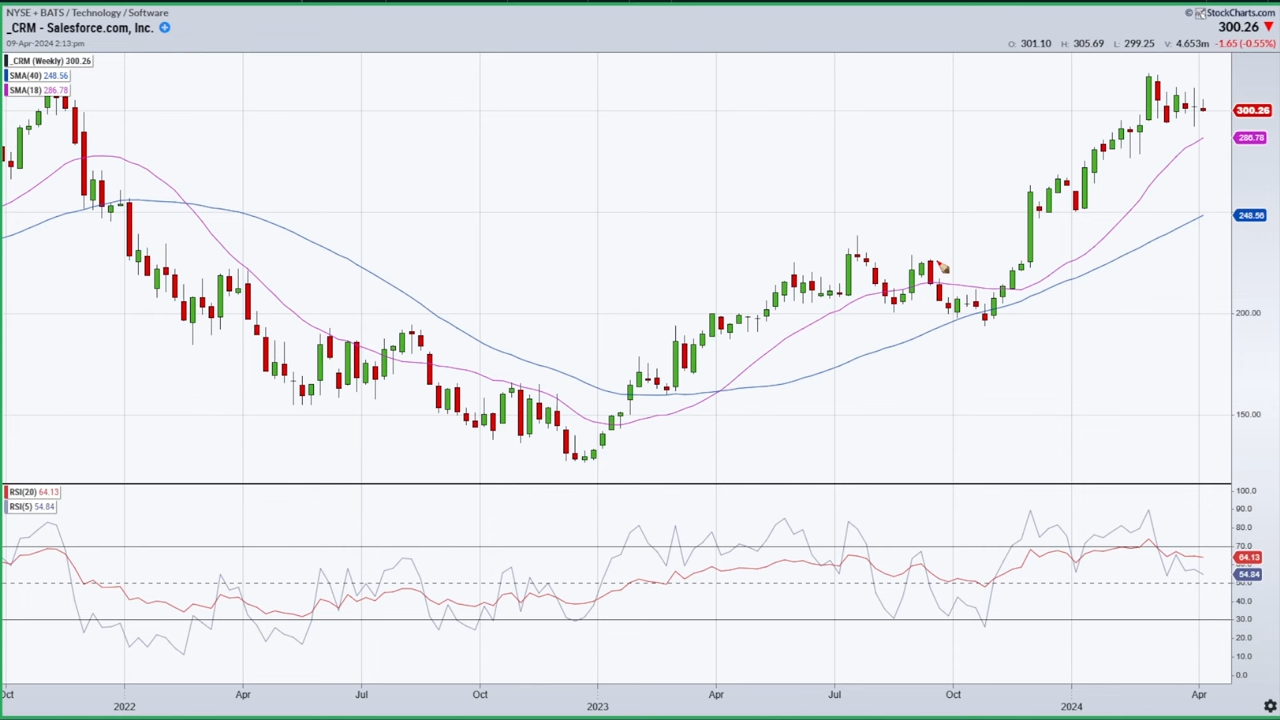 NYSE + BATS / Technology / Software
© StockCharts.com
_CRM - Salesforce.com, Inc.
300.26
09-Apr-2024 2:13:pm
O: 301.10 H: 305.69 L: 299.25 V: 4.653m -1.65 (-0.55%)
_CRM (Weekly) 300.26
SMA(40) 248.56
SMA(18) 286.78
300.26
286.78
248.56
200.00
150.00
RSI(20) 64.13
RSI(5) 54.84
100.0
90.0
80.0
70.0
64.13
54.84
40.0
30.0
20.0
10.0
0.0
Oct Apr Jul Oct Apr Jul Oct Apr
2022 2023 2024